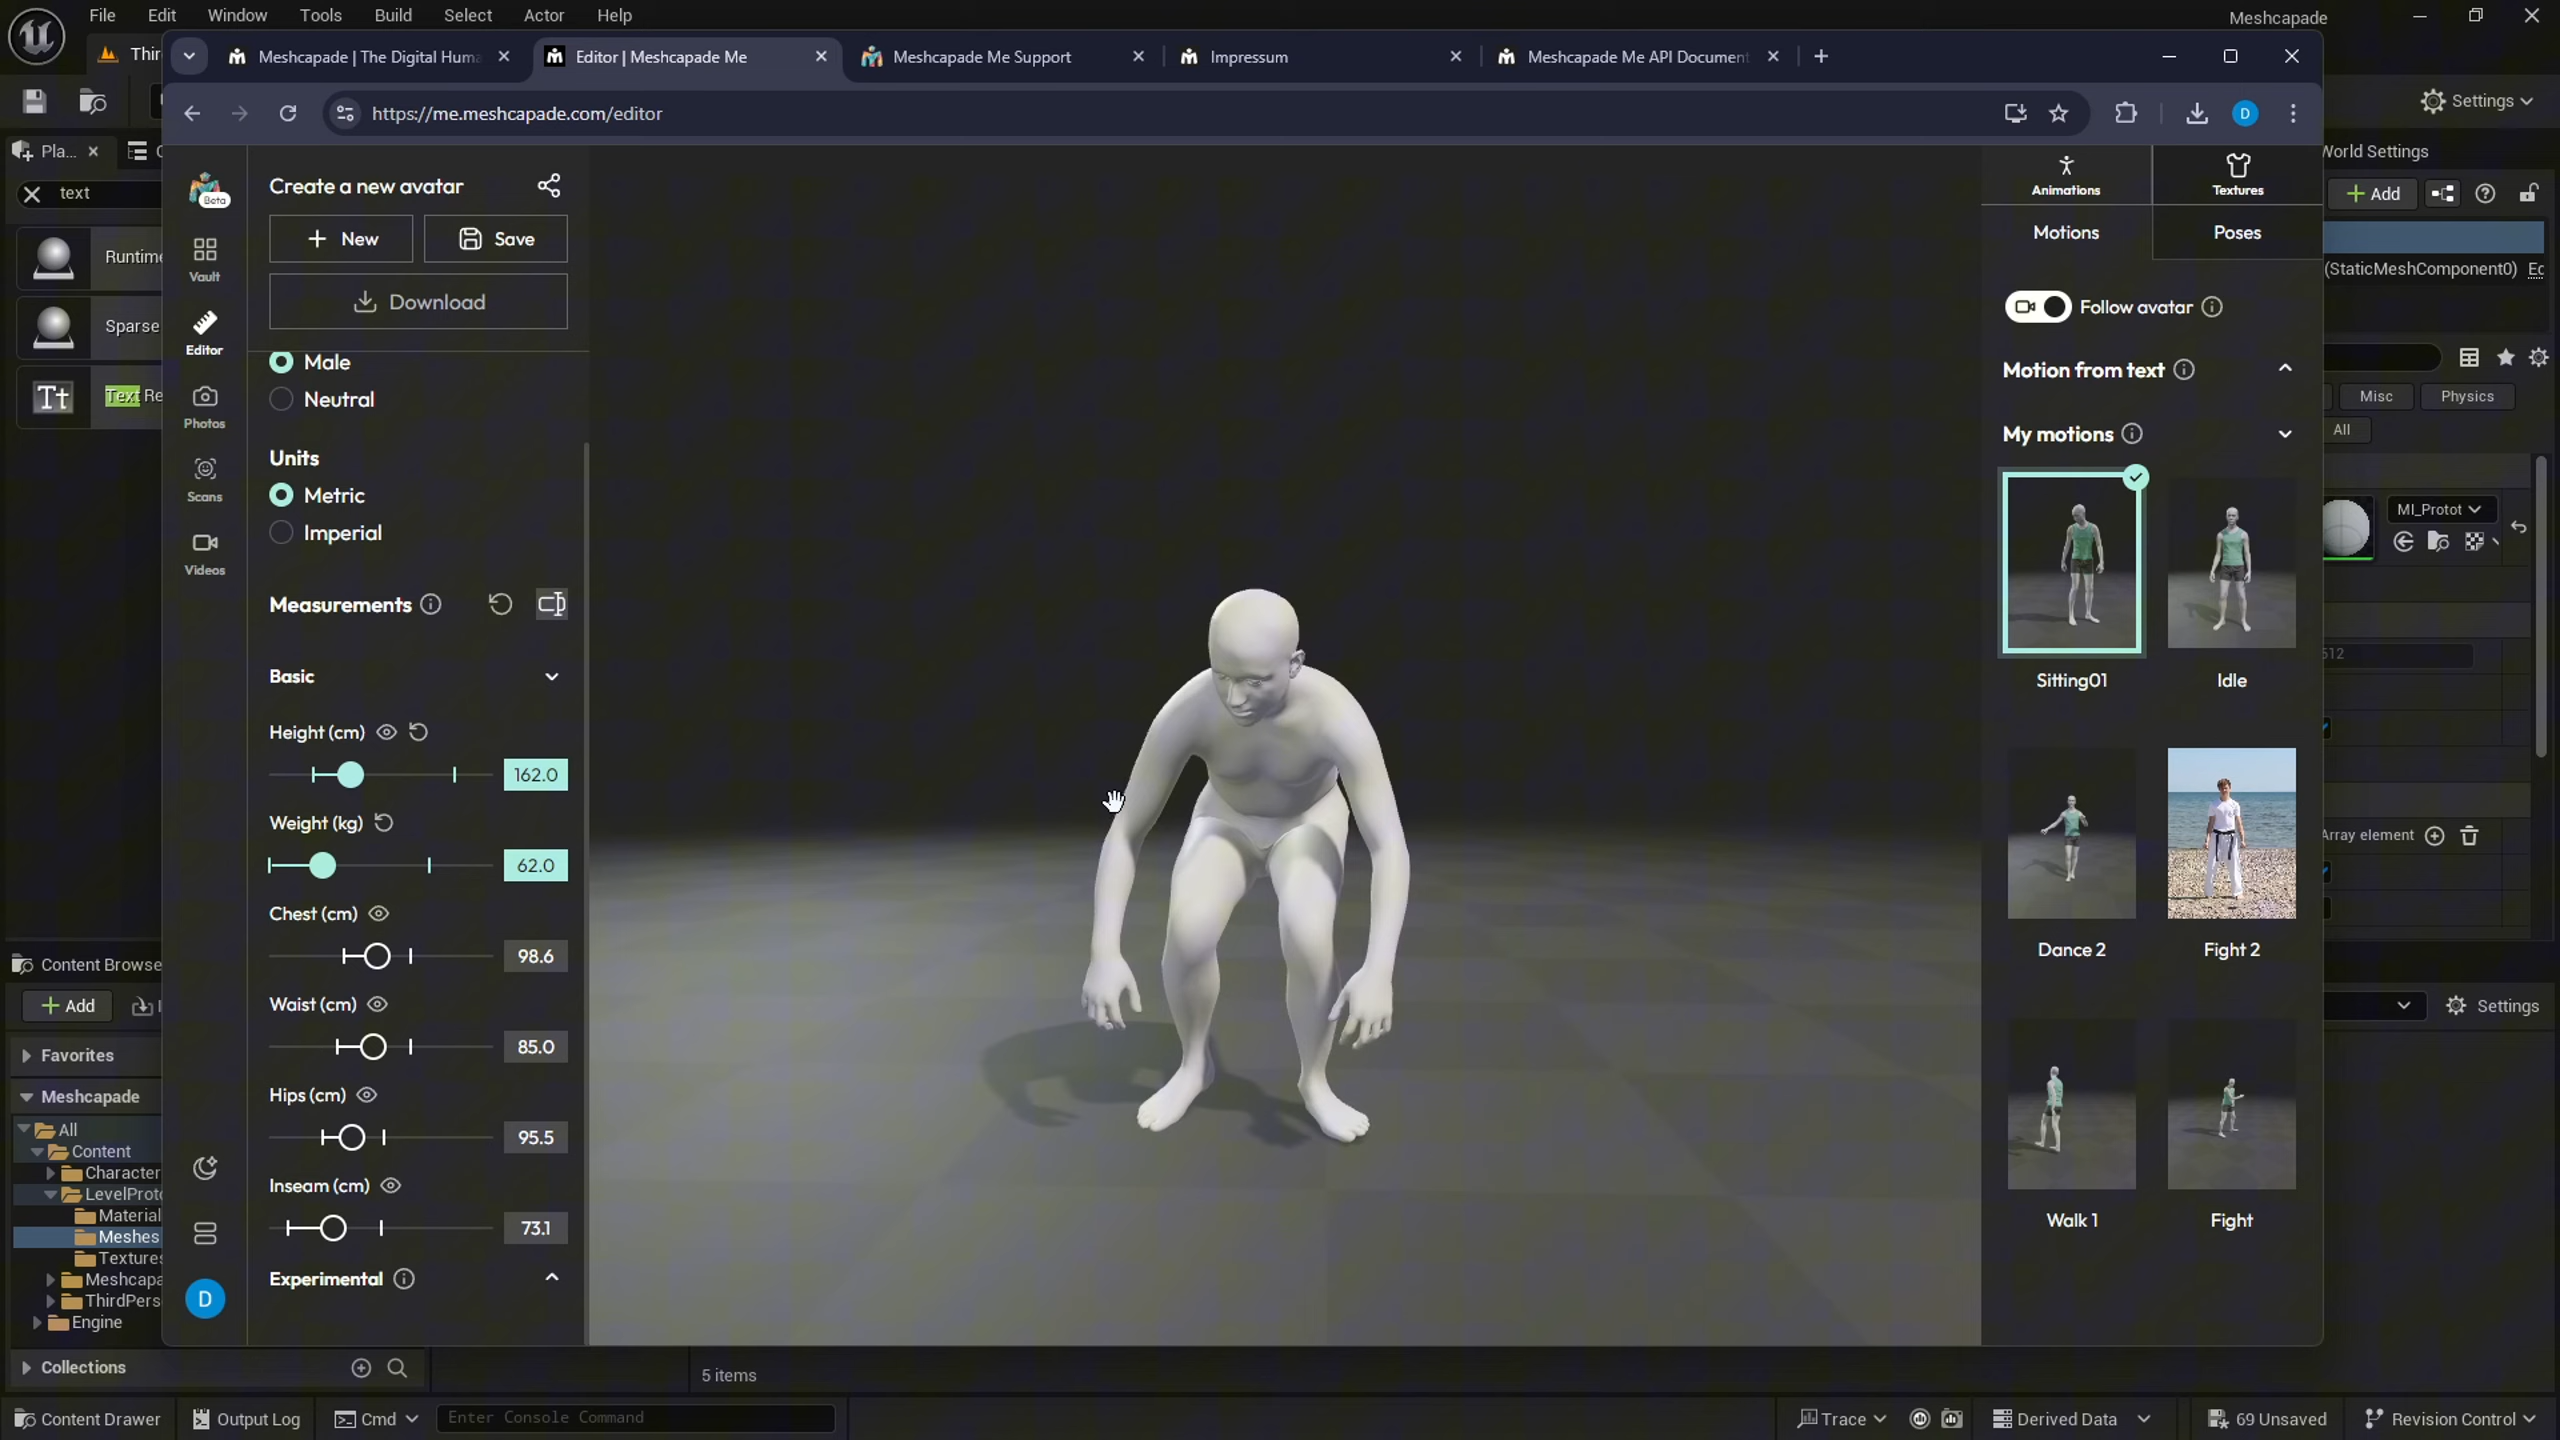 File Edit Window Tools Build Select Actor Help
Meshcapade
Meshcapade | The Digital Huma
Editor | Meshcapade Me
Meshcapade Me Support
Impressum
Meshcapade Me API Document
https://me.meshcapade.com/editor
D
Settings
Pla...
text
Runtime
Sparse
Tt
Text Re
Beta
Vault
Editor
Photos
Scans
Videos
D
Create a new avatar
New
Save
Download
Male
Neutral
Units
Metric
Imperial
Measurements
Basic
Height (cm)
162.0
Weight (kg)
62.0
Chest (cm)
98.6
Waist (cm)
85.0
Hips (cm)
95.5
Inseam (cm)
73.1
Experimental
Animations
Textures
Motions
Poses
Follow avatar
Motion from text
My motions
Sitting01
Idle
Dance 2
Fight 2
Walk 1
Fight
World Settings
Add
(StaticMeshComponent0)
Misc
Physics
All
MI_Protot
512
Array element
Settings
Content Browse
Add
Favorites
Meshcapade
All
Content
Character
LevelProto
Material
Meshes
Textures
Meshcapa
ThirdPers
Engine
Collections
5 items
Content Drawer
Output Log
Cmd
Enter Console Command
Trace
Derived Data
69 Unsaved
Revision Control